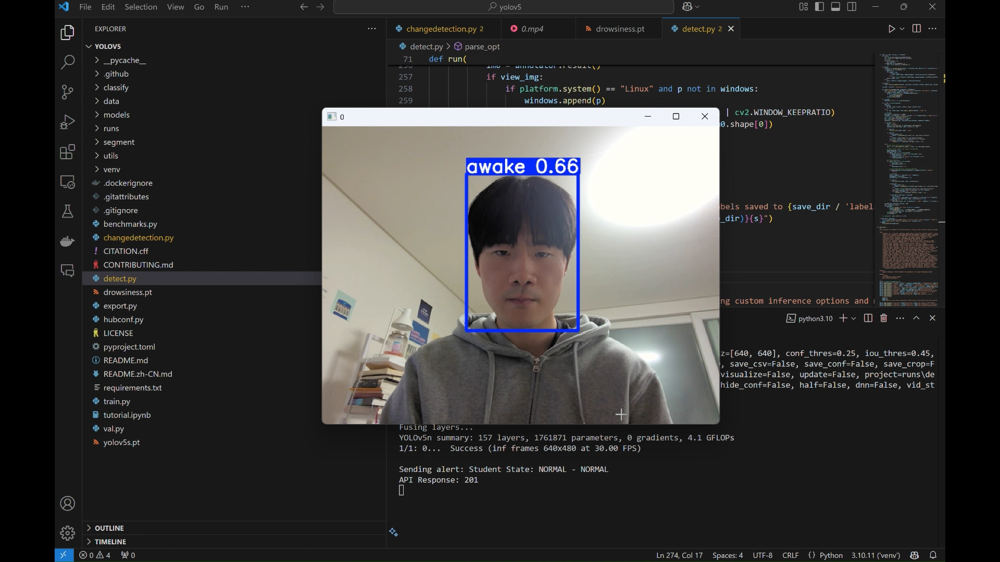 File Edit Selection View Go Run ···
yolov5
EXPLORER
YOLOV5
__pycache__
.github
classify
data
models
runs
segment
utils
venv
.dockerignore
.gitattributes
.gitignore
benchmarks.py
changedetection.py
CITATION.cff
CONTRIBUTING.md
detect.py
drowsiness.pt
export.py
hubconf.py
LICENSE
pyproject.toml
README.md
README.zh-CN.md
requirements.txt
train.py
tutorial.ipynb
val.py
yolov5s.pt
OUTLINE
TIMELINE
changedetection.py 2
0.mp4
drowsiness.pt
detect.py 2
detect.py > parse_opt
71 def run(
im0 = annotator.result()
257 if view_img:
258 if platform.system() == "Linux" and p not in windows:
259 windows.append(p)
| cv2.WINDOW_KEEPRATIO)
0.shape[0])
bels saved to {save_dir / 'label
_dir)}{s}")
ng custom inference options and
0
awake 0.66
python3.10
z=[640, 640], conf_thres=0.25, iou_thres=0.45,
, save_csv=False, save_conf=False, save_crop=F
visualize=False, update=False, project=runs\de
hide_conf=False, half=False, dnn=False, vid_st
Fusing layers...
YOLOv5n summary: 157 layers, 1761871 parameters, 0 gradients, 4.1 GFLOPs
1/1: 0... Success (inf frames 640x480 at 30.00 FPS)
Sending alert: Student State: NORMAL - NORMAL
API Response: 201
0 4 0
Ln 274, Col 17 Spaces: 4 UTF-8 CRLF {} Python 3.10.11 ('venv')